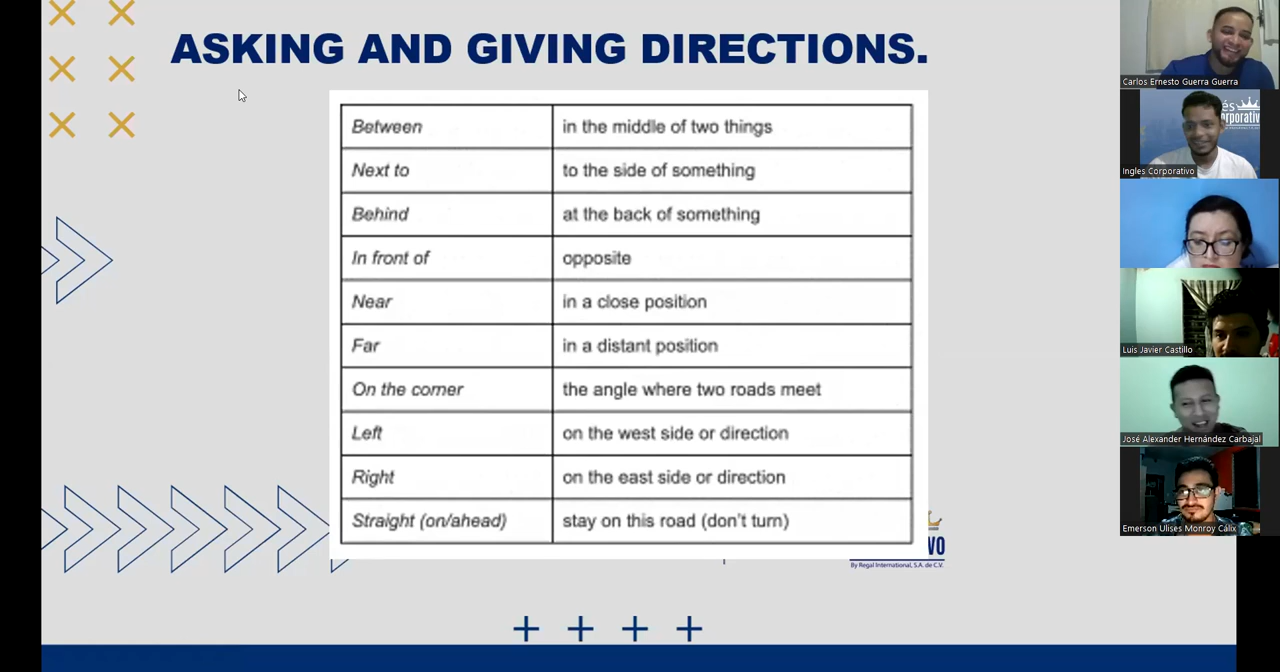 ASKING AND GIVING DIRECTIONS.
Between in the middle of two things
Next to to the side of something
Behind at the back of something
In front of opposite
Near in a close position
Far in a distant position
On the corner the angle where two roads meet
Left on the west side or direction
Right on the east side or direction
Straight (on/ahead) stay on this road (don't turn)
VO
By Regal International, S.A. de C.V.
Carlos Ernesto Guerra Guerra
és
orporativo
Ingles Corporativo
Luis Javier Castillo
José Alexander Hernández Carbajal
Emerson Ulises Monroy Cálix